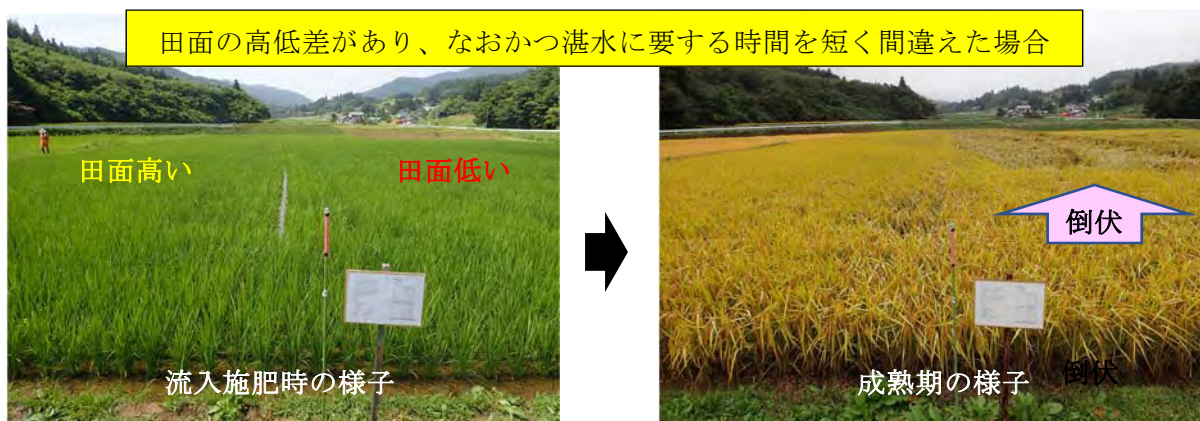 田面の高低差があり、なおかつ湛水に要する時間を短く間違えた場合
田面高い
田面低い
流入施肥時の様子
倒伏
成熟期の様子
倒伏